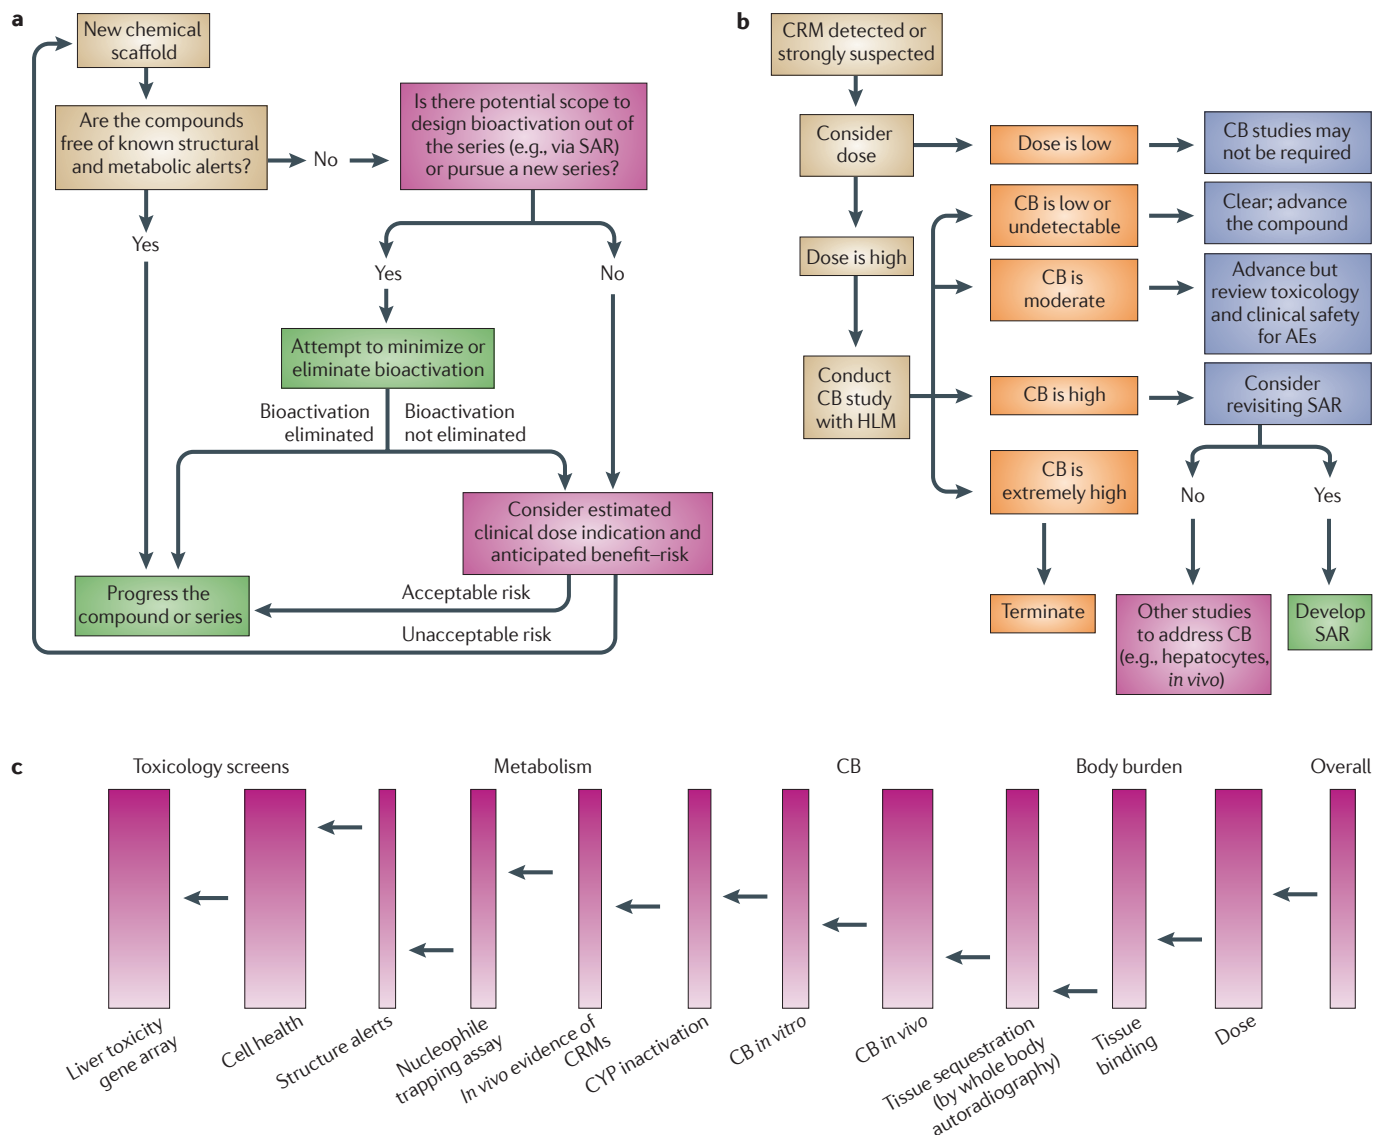 a
New chemical
scaffold
Are the compounds
free of known structural
and metabolic alerts?
No
Is there potential scope to
design bioactivation out of
the series (e.g., via SAR)
or pursue a new series?
Yes
Yes
No
Attempt to minimize or
eliminate bioactivation
Bioactivation
eliminated
Bioactivation
not eliminated
Consider estimated
clinical dose indication and
anticipated benefit–risk
Progress the
compound or series
Acceptable risk
Unacceptable risk
b
CRM detected or
strongly suspected
Consider
dose
Dose is low
CB studies may
not be required
Dose is high
CB is low or
undetectable
Clear; advance
the compound
CB is
moderate
Advance but
review toxicology
and clinical safety
for AEs
Conduct
CB study
with HLM
CB is high
Consider
revisiting SAR
CB is
extremely high
No
Yes
Terminate
Other studies
to address CB
(e.g., hepatocytes,
in vivo)
Develop
SAR
c
Toxicology screens
Metabolism
CB
Body burden
Overall
Liver toxicity
gene array
Cell health
Structure alerts
Nucleophile
trapping assay
In vivo evidence of
CRMs
CYP inactivation
CB in vitro
CB in vivo
Tissue sequestration
(by whole body
autoradiography)
Tissue
binding
Dose